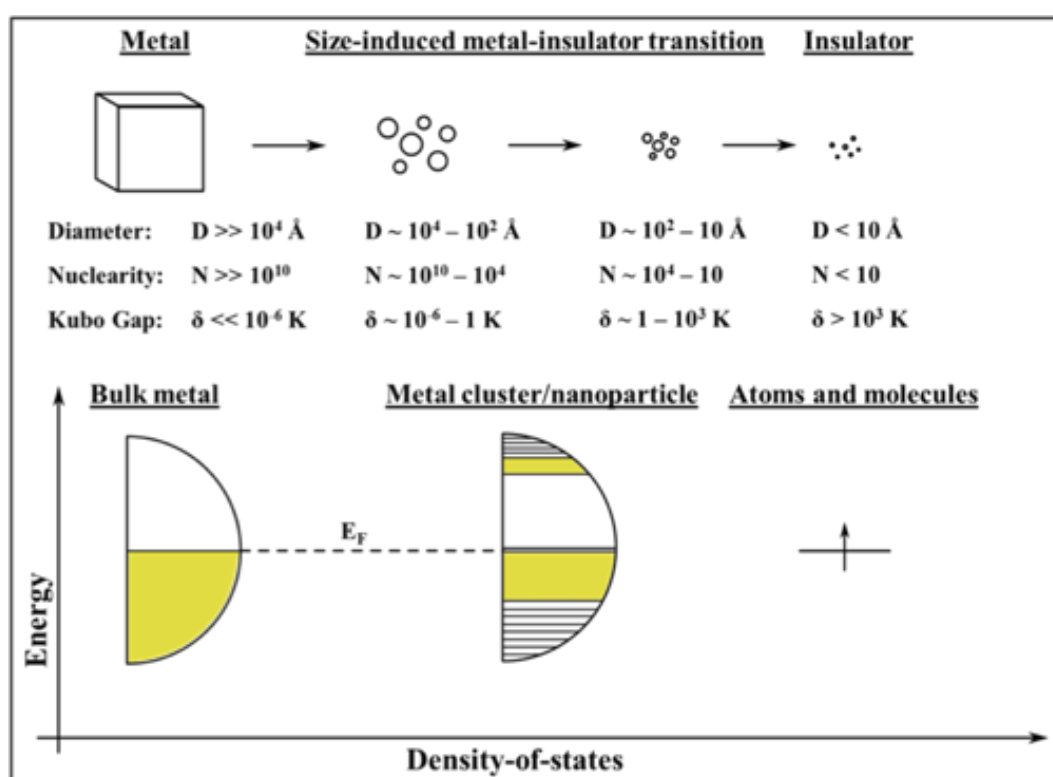 Metal Size-induced metal-insulator transition Insulator
Diameter: D >> 10⁴ Å D ~ 10⁴ – 10² Å D ~ 10² – 10 Å D < 10 Å
Nuclearity: N >> 10¹⁰ N ~ 10¹⁰ – 10⁴ N ~ 10⁴ – 10 N < 10
Kubo Gap: δ << 10⁻⁶ K δ ~ 10⁻⁶ – 1 K δ ~ 1 – 10³ K δ > 10³ K
Bulk metal Metal cluster/nanoparticle Atoms and molecules
E_F
Energy
Density-of-states